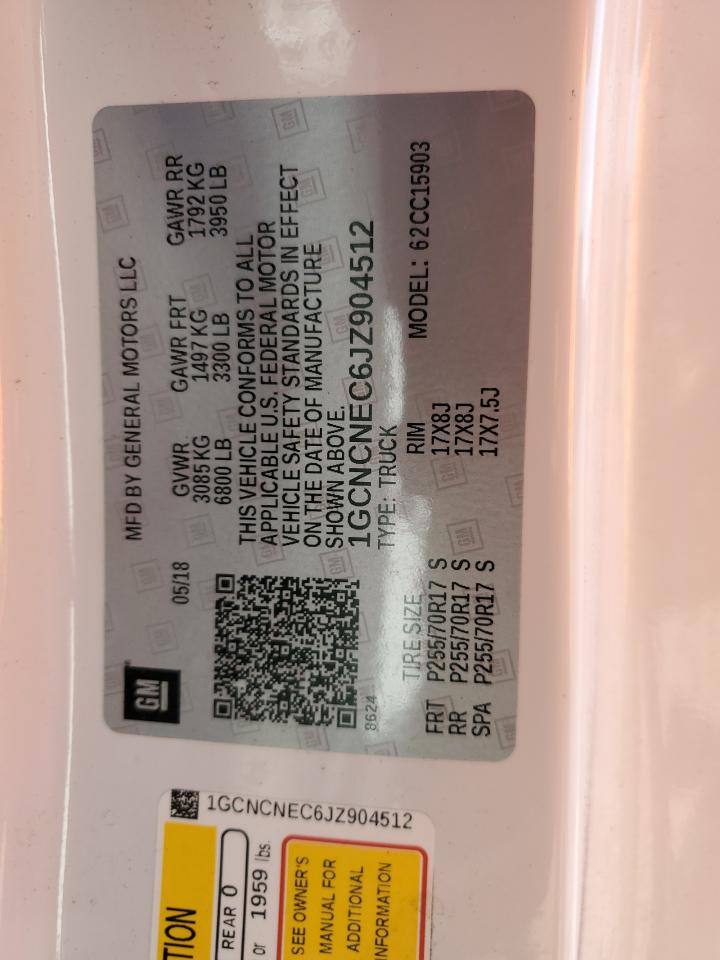 GM
MFD BY GENERAL MOTORS LLC
05/18
GVWR GAWR FRT GAWR RR
3085 KG 1497 KG 1792 KG
6800 LB 3300 LB 3950 LB
THIS VEHICLE CONFORMS TO ALL
APPLICABLE U.S. FEDERAL MOTOR
VEHICLE SAFETY STANDARDS IN EFFECT
ON THE DATE OF MANUFACTURE
SHOWN ABOVE.
1GCNCNEC6JZ904512
8624
TYPE: TRUCK
MODEL: 62CC15903
TIRE SIZE RIM
FRT P255/70R17 S 17X8J
RR P255/70R17 S 17X8J
SPA P255/70R17 S 17X7.5J
TION
1GCNCNEC6JZ904512
REAR 0
or 1959 lbs.
SEE OWNER'S
MANUAL FOR
ADDITIONAL
INFORMATION